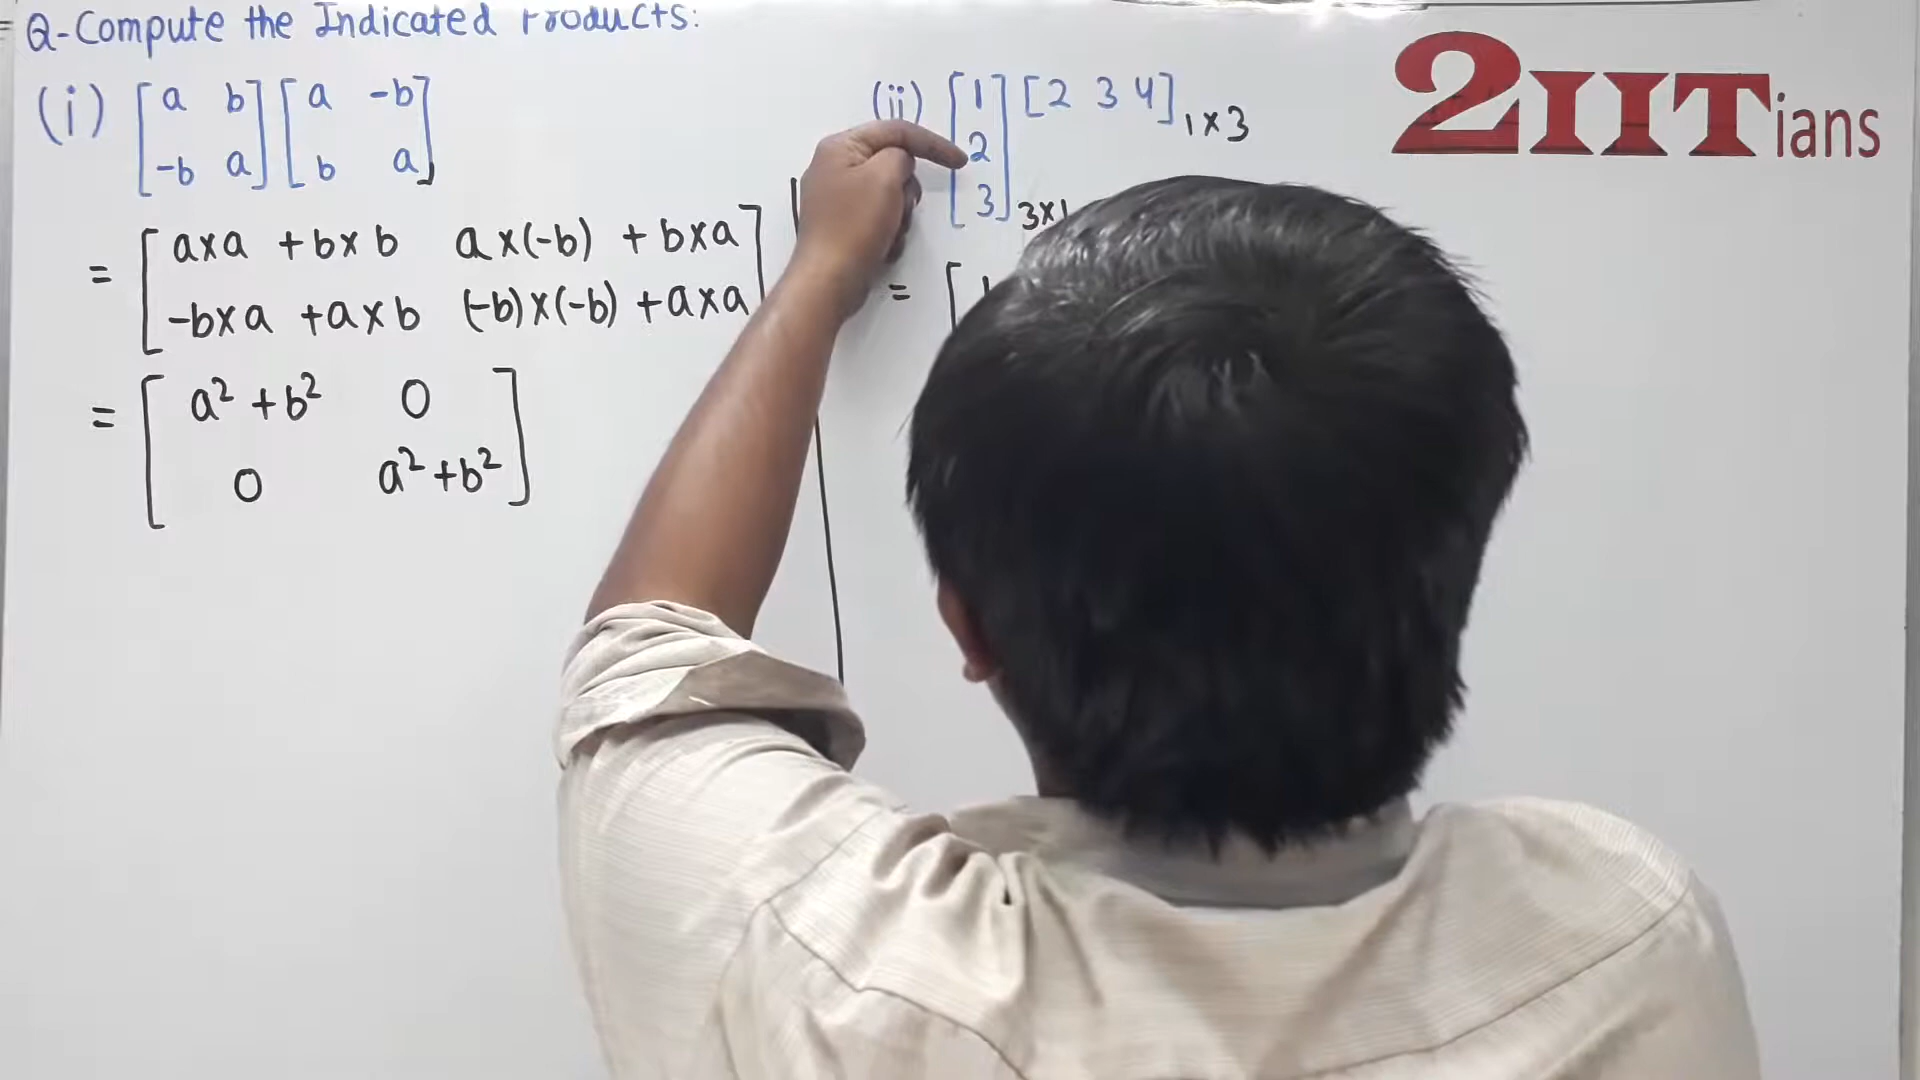 Q-Compute the Indicated Products:
(i) [a b] [a -b]
[-b a] [b a]
= [a×a +b×b a×(-b) + b×a]
[-b×a +a×b (-b)×(-b) +a×a]
= [a² +b² 0]
[0 a²+b²]
(ii) [1] [2 3 4] 1×3
[2]
[3] 3×1
= [1
2IITians